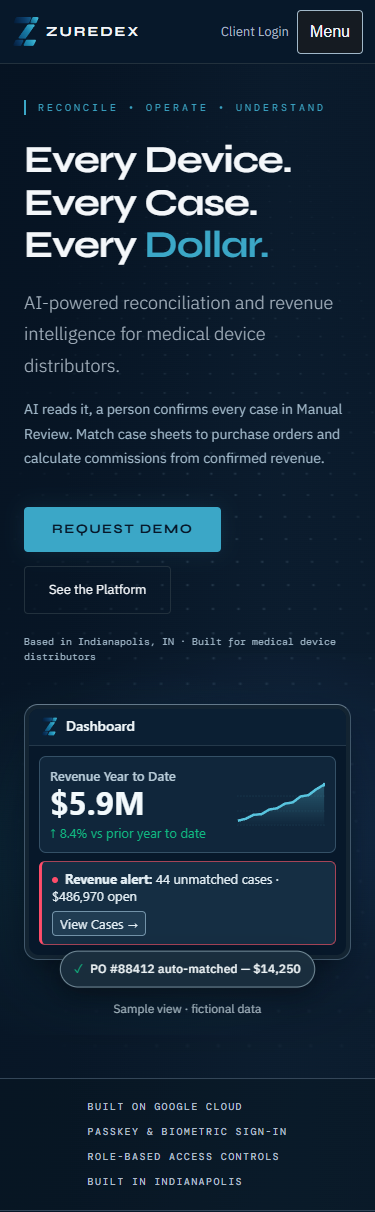 ZUREDEX
Client Login
Menu
RECONCILE • OPERATE • UNDERSTAND
Every Device.
Every Case.
Every Dollar.
AI-powered reconciliation and revenue
intelligence for medical device
distributors.
AI reads it, a person confirms every case in Manual
Review. Match case sheets to purchase orders and
calculate commissions from confirmed revenue.
REQUEST DEMO
See the Platform
Based in Indianapolis, IN · Built for medical device
distributors
Dashboard
Revenue Year to Date
$5.9M
↑ 8.4% vs prior year to date
Revenue alert: 44 unmatched cases ·
$486,970 open
View Cases →
✓ PO #88412 auto-matched — $14,250
Sample view · fictional data
BUILT ON GOOGLE CLOUD
PASSKEY & BIOMETRIC SIGN-IN
ROLE-BASED ACCESS CONTROLS
BUILT IN INDIANAPOLIS